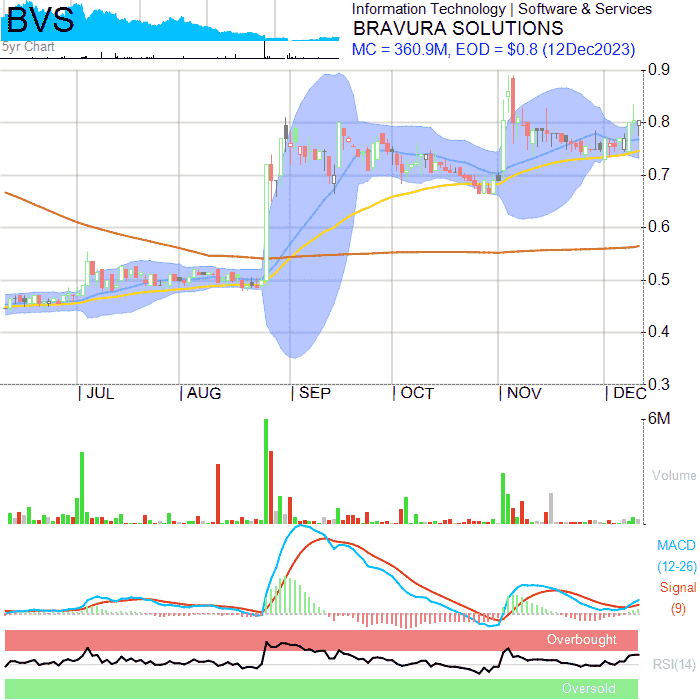 BVS
5yr Chart
Information Technology | Software & Services
BRAVURA SOLUTIONS
MC = 360.9M, EOD = $0.8 (12Dec2023)
0.9
0.8
0.7
0.6
0.5
0.4
0.3
| JUL | AUG | SEP | OCT | NOV | DEC
6M
Volume
MACD
(12-26)
Signal
(9)
Overbought
RSI(14)
Oversold